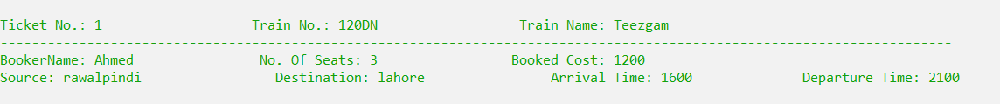 Ticket No.: 1 Train No.: 120DN Train Name: Teezgam
-------------------------------------------------------------------------------------------------------------------------
BookerName: Ahmed No. Of Seats: 3 Booked Cost: 1200
Source: rawalpindi Destination: lahore Arrival Time: 1600 Departure Time: 2100